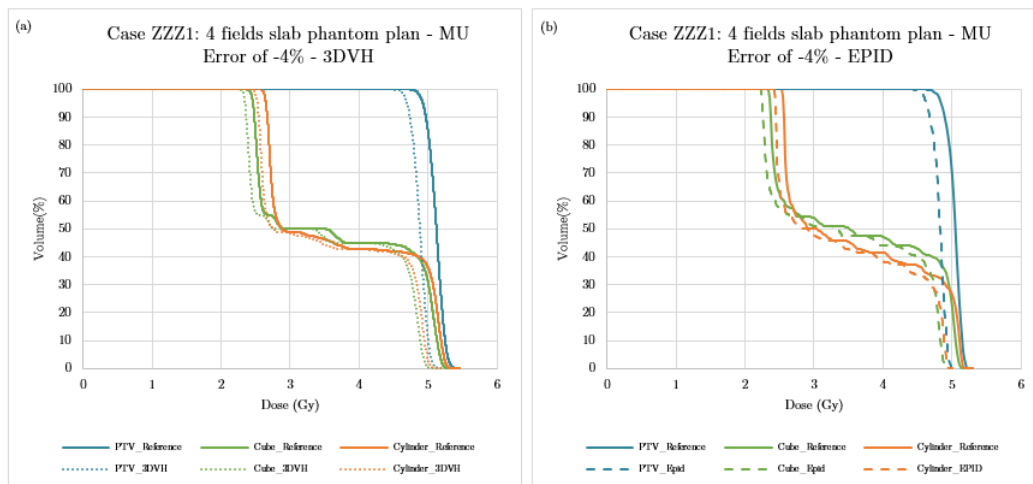 (a)
Case ZZZ1: 4 fields slab phantom plan - MU
Error of -4% - 3DVH
100
90
80
70
60
50
40
30
20
10
0
Volume(%)
0 1 2 3 4 5 6
Dose (Gy)
PTV_Reference Cube_Reference Cylinder_Reference
PTV_3DVH Cube_3DVH Cylinder_3DVH
(b)
Case ZZZ1: 4 fields slab phantom plan - MU
Error of -4% - EPID
100
90
80
70
60
50
40
30
20
10
0
Volume(%)
0 1 2 3 4 5 6
Dose (Gy)
PTV_Reference Cube_Reference Cylinder_Reference
PTV_Epid Cube_Epid Cylinder_EPID